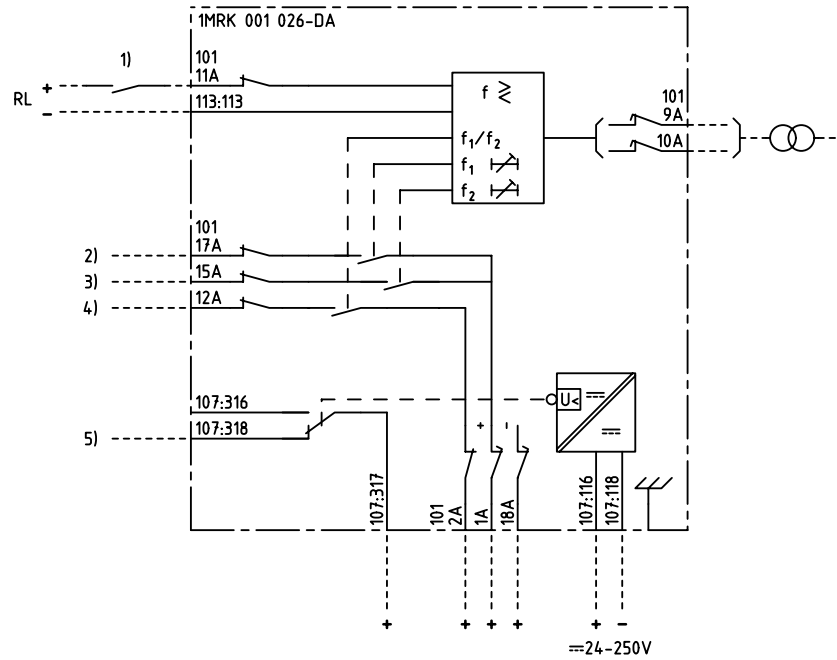 1MRK 001 026-DA
1)
101
11A
RL
+
-
113:113
f ≷
101
9A
10A
f1/f2
f1
f2
101
17A
2)
15A
3)
12A
4)
107:316
107:318
5)
U<
+
-
107:317
101
2A
1A
18A
107:116
107:118
+
+
+
+
+
-
24-250V